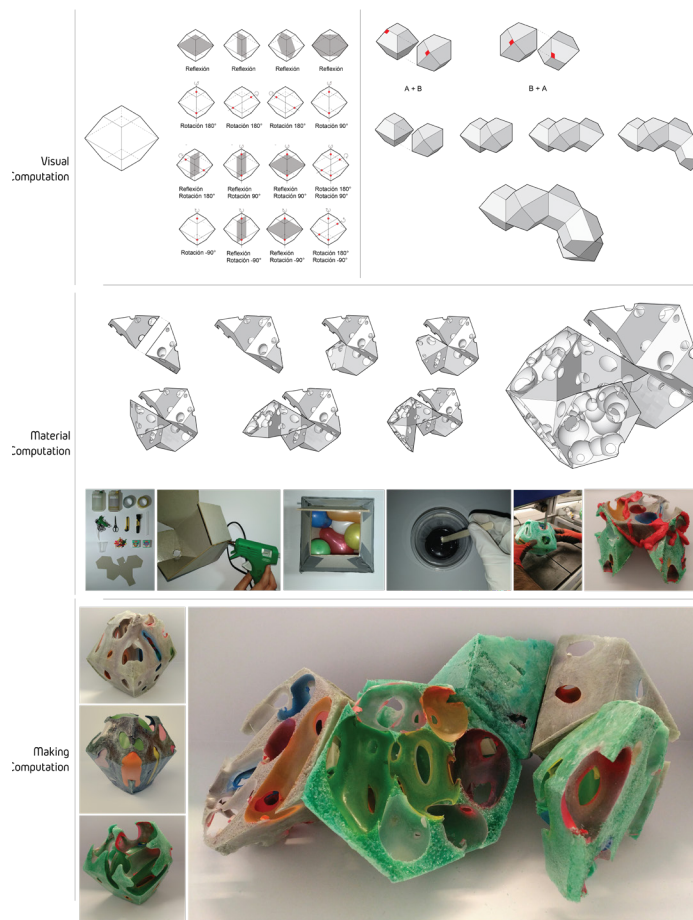 Reflexión
Reflexión
Reflexión
Reflexión
A + B
B + A
Rotación 180°
Rotación 180°
Rotación 180°
Rotación 90°
Visual
Computation
Reflexión
Rotación 180°
Reflexión
Rotación 90°
Reflexión
Rotación 90°
Rotación 180°
Rotación 90°
Rotación -90°
Reflexión
Rotación -90°
Reflexión
Rotación -90°
Rotación 180°
Rotación -90°
Material
Computation
Making
Computation